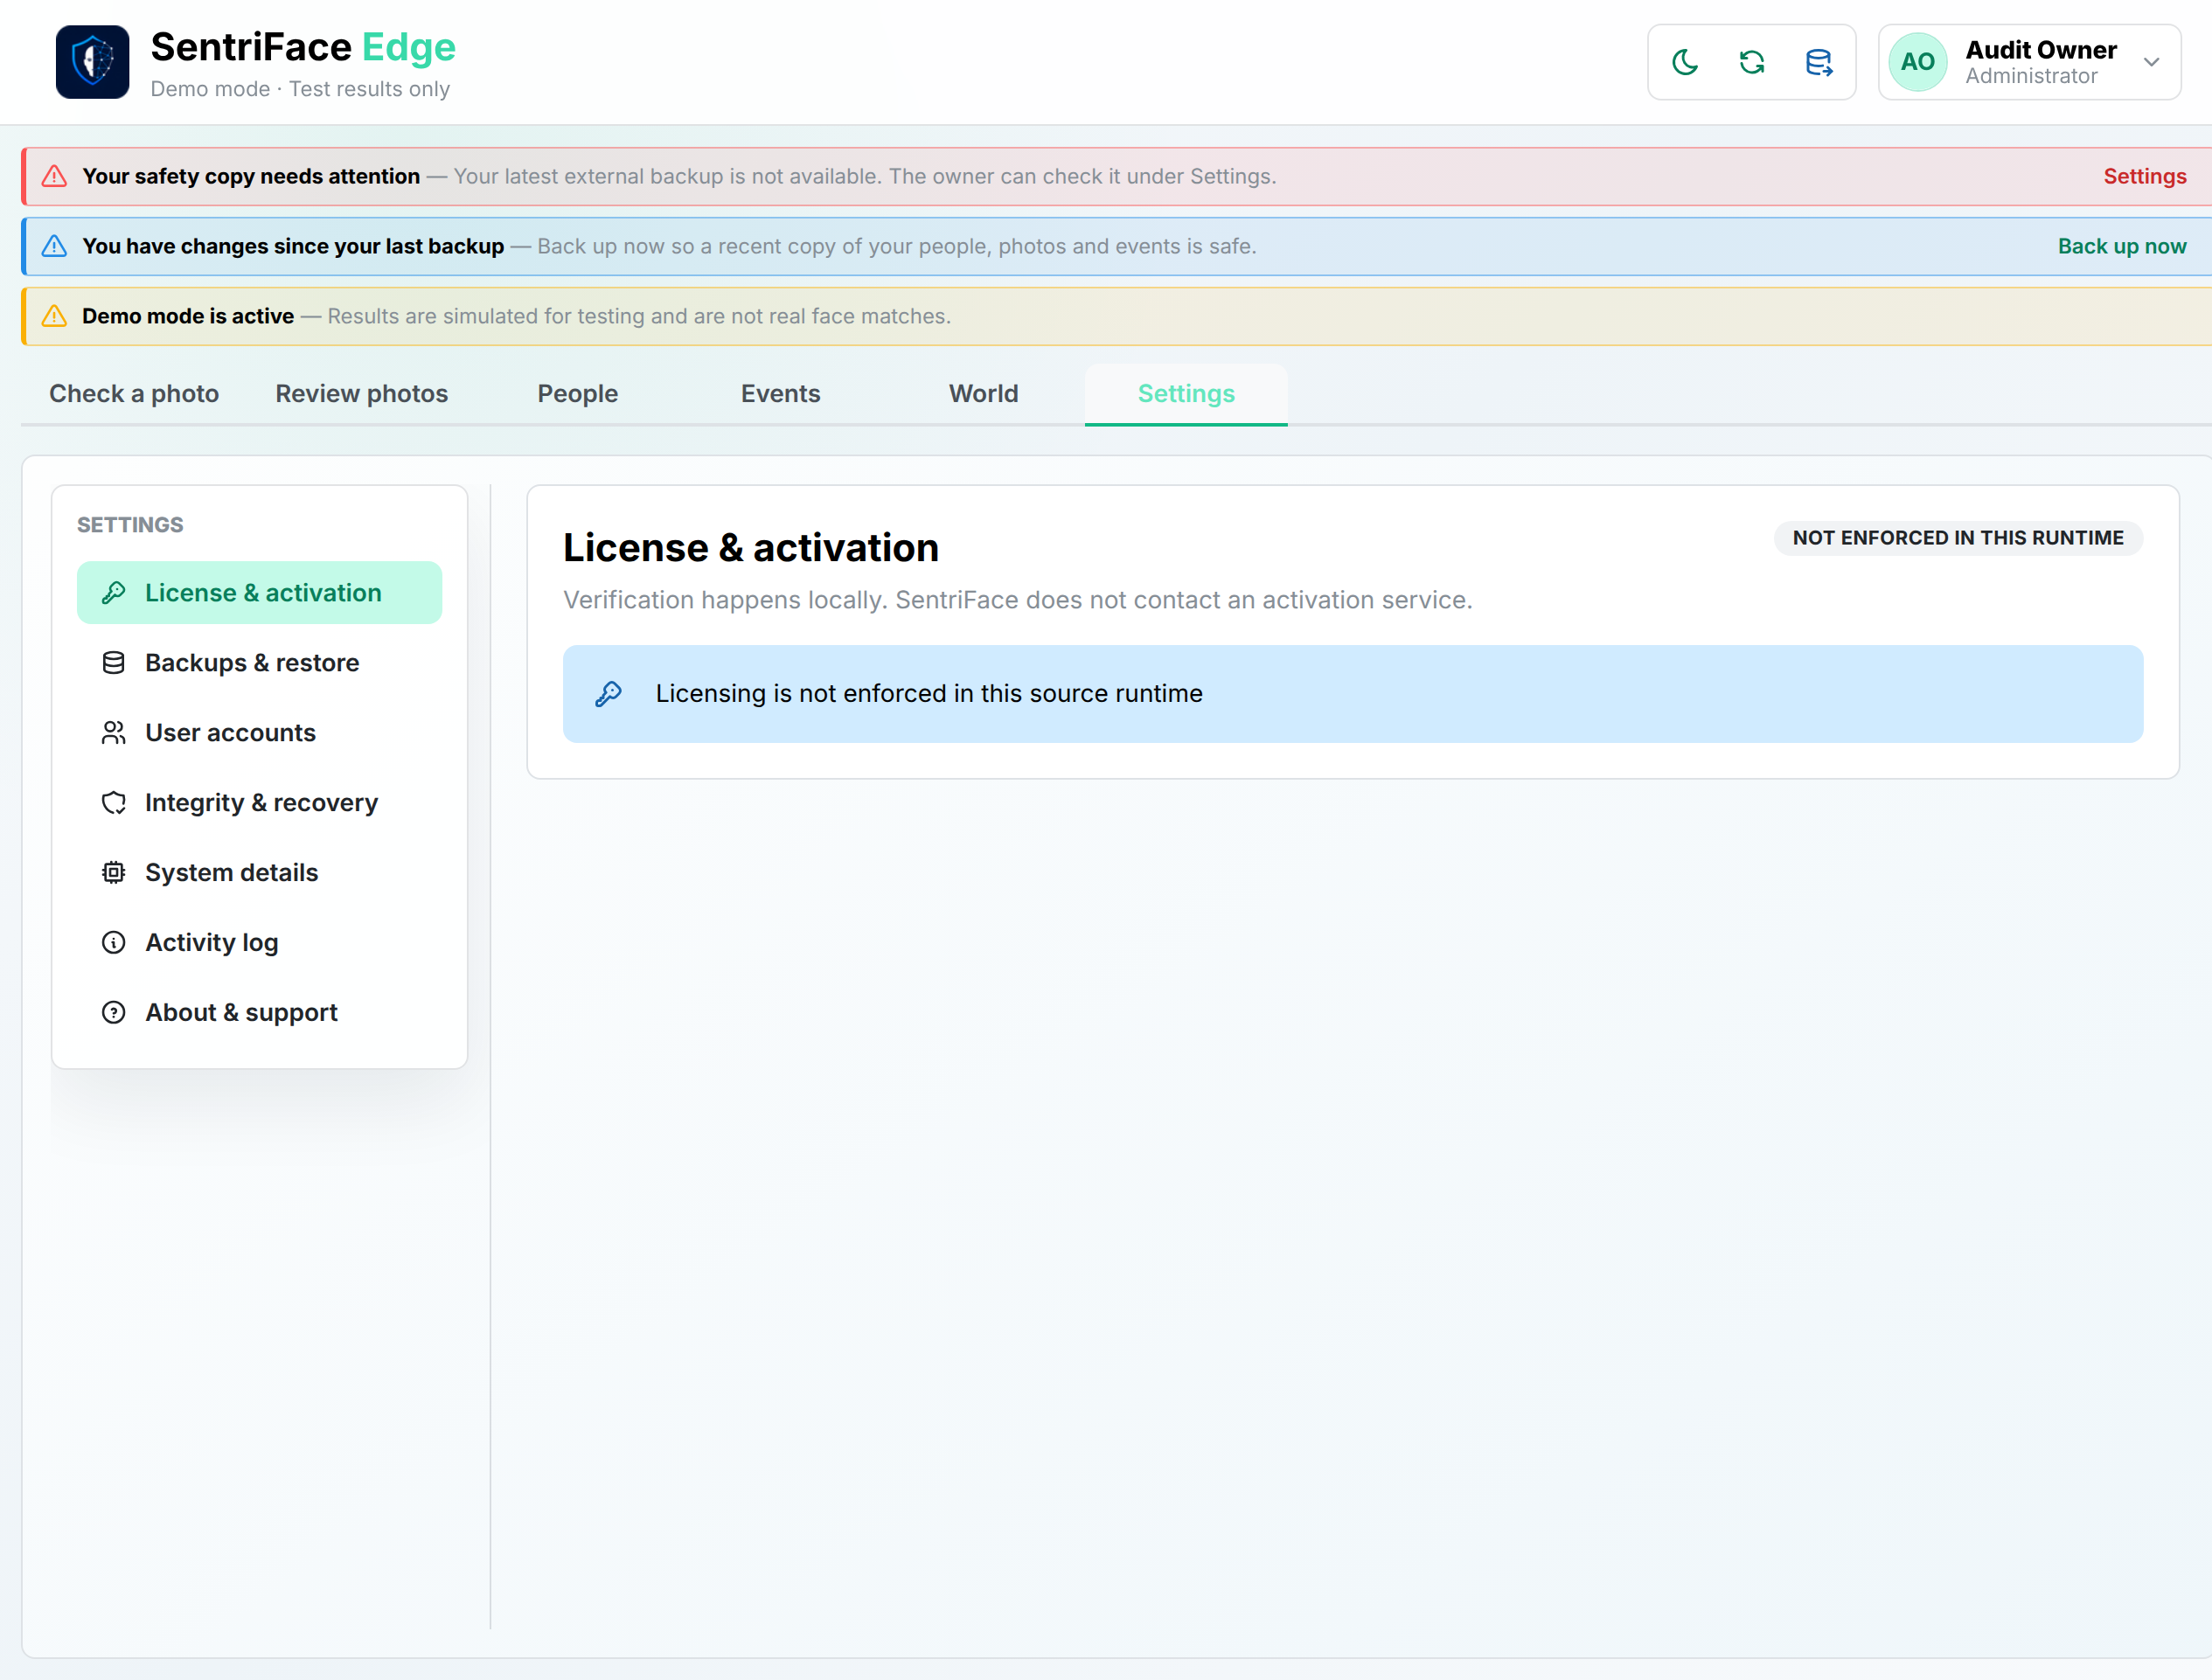 SentriFace Edge
Demo mode · Test results only
AO
Audit Owner
Administrator
Your safety copy needs attention — Your latest external backup is not available. The owner can check it under Settings.
Settings
You have changes since your last backup — Back up now so a recent copy of your people, photos and events is safe.
Back up now
Demo mode is active — Results are simulated for testing and are not real face matches.
Check a photo
Review photos
People
Events
World
Settings
SETTINGS
License & activation
Backups & restore
User accounts
Integrity & recovery
System details
Activity log
About & support
License & activation
NOT ENFORCED IN THIS RUNTIME
Verification happens locally. SentriFace does not contact an activation service.
Licensing is not enforced in this source runtime